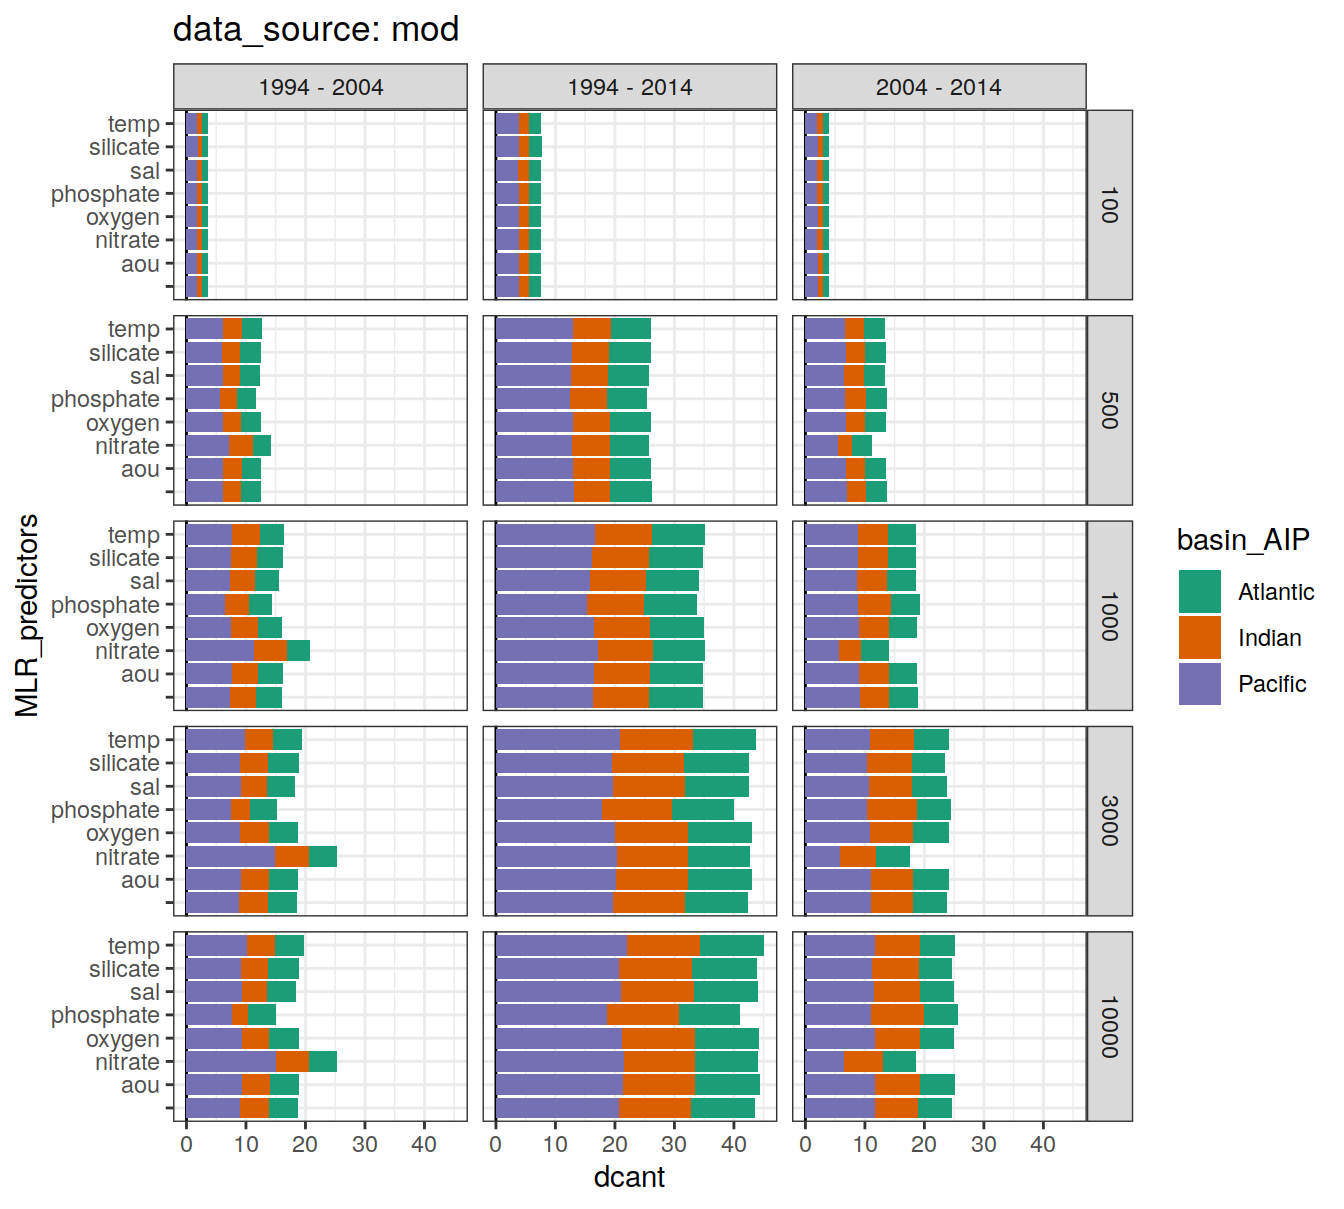 data_source: mod
1994 - 2004
1994 - 2014
2004 - 2014
temp
silicate
sal
phosphate
oxygen
nitrate
aou
100
temp
silicate
sal
phosphate
oxygen
nitrate
aou
500
temp
silicate
sal
phosphate
oxygen
nitrate
aou
1000
temp
silicate
sal
phosphate
oxygen
nitrate
aou
3000
temp
silicate
sal
phosphate
oxygen
nitrate
aou
10000
MLR_predictors
0 10 20 30 40
0 10 20 30 40
0 10 20 30 40
dcant
basin_AIP
Atlantic
Indian
Pacific